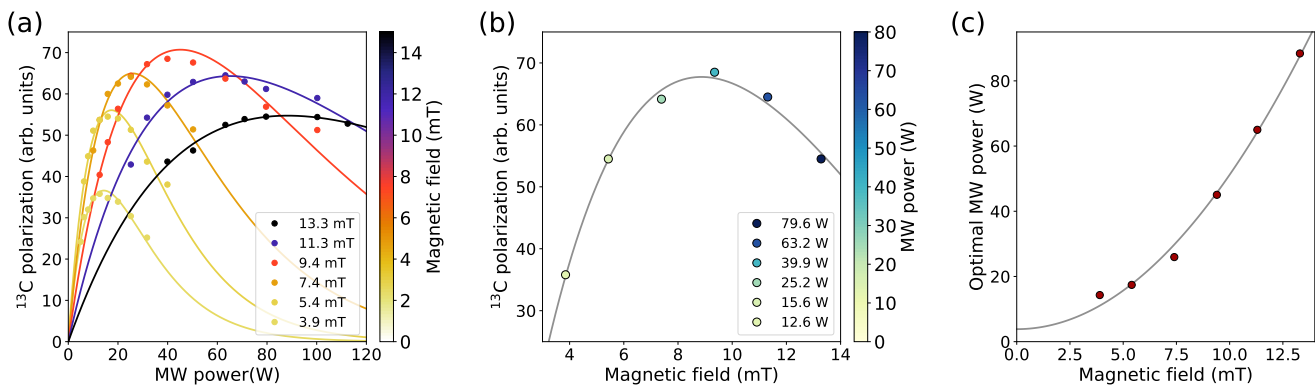 (a)
70
60
50
40
30
20
10
0
0 20 40 60 80 100 120
MW power(W)
¹³C polarization (arb. units)
13.3 mT
11.3 mT
9.4 mT
7.4 mT
5.4 mT
3.9 mT
14
12
10
8
6
4
2
0
Magnetic field (mT)
(b)
70
60
50
40
30
4 6 8 10 12 14
Magnetic field (mT)
¹³C polarization (arb. units)
79.6 W
63.2 W
39.9 W
25.2 W
15.6 W
12.6 W
80
70
60
50
40
30
20
10
0
MW power (W)
(c)
80
60
40
20
0
0.0 2.5 5.0 7.5 10.0 12.5
Magnetic field (mT)
Optimal MW power (W)